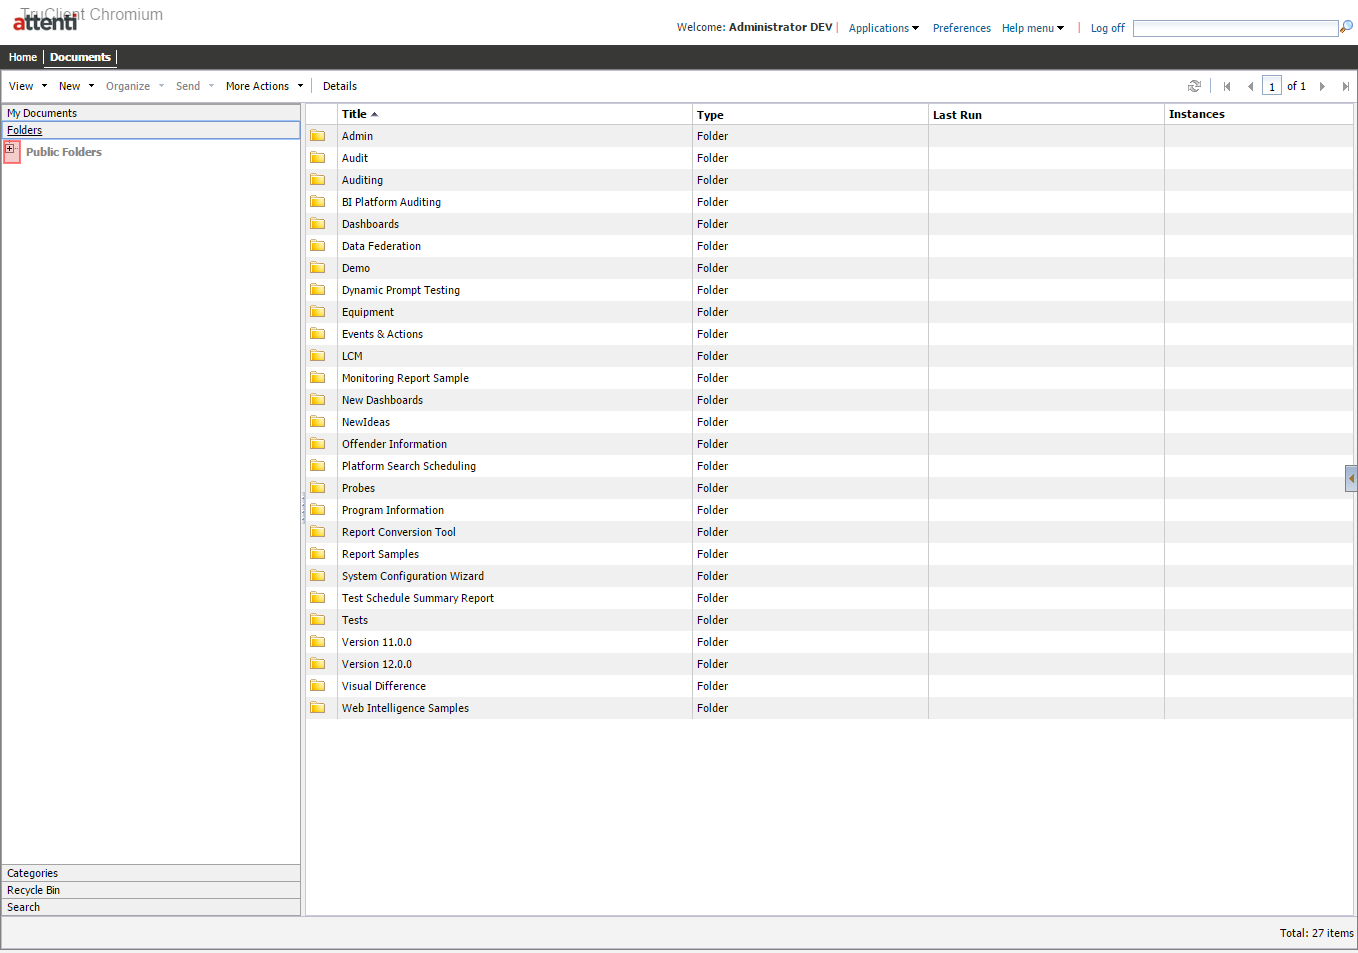 TruClient Chromium
attenti
Welcome: Administrator DEV | Applications Preferences Help menu | Log off
Home Documents
View New Organize Send More Actions Details 1 of 1
My Documents
Folders
Public Folders
Title Type Last Run Instances
Admin Folder
Audit Folder
Auditing Folder
BI Platform Auditing Folder
Dashboards Folder
Data Federation Folder
Demo Folder
Dynamic Prompt Testing Folder
Equipment Folder
Events & Actions Folder
LCM Folder
Monitoring Report Sample Folder
New Dashboards Folder
NewIdeas Folder
Offender Information Folder
Platform Search Scheduling Folder
Probes Folder
Program Information Folder
Report Conversion Tool Folder
Report Samples Folder
System Configuration Wizard Folder
Test Schedule Summary Report Folder
Tests Folder
Version 11.0.0 Folder
Version 12.0.0 Folder
Visual Difference Folder
Web Intelligence Samples Folder
Categories
Recycle Bin
Search
Total: 27 items